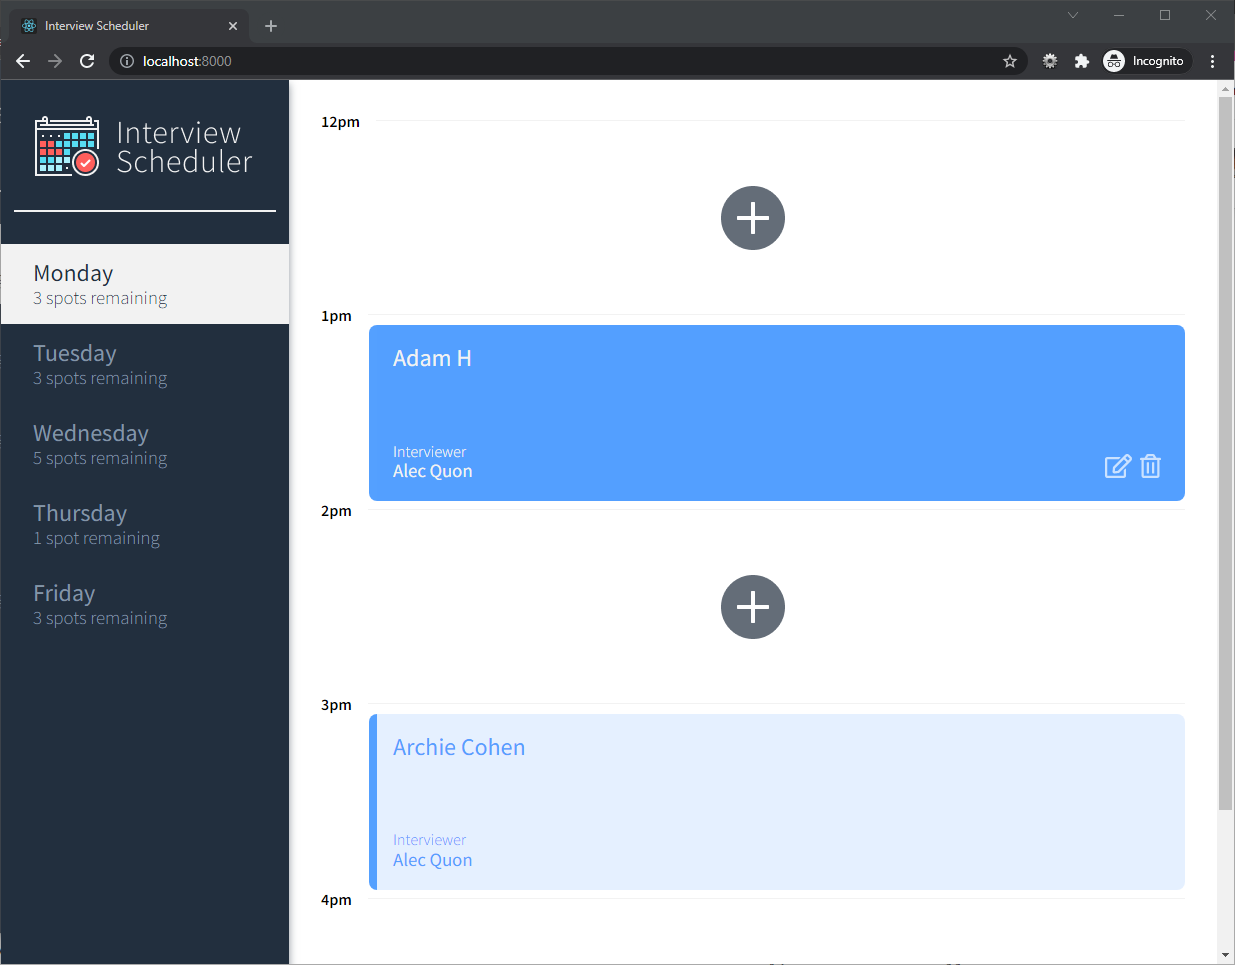 Interview Scheduler
localhost:8000
Incognito
Interview
Scheduler
Monday
3 spots remaining
Tuesday
3 spots remaining
Wednesday
5 spots remaining
Thursday
1 spot remaining
Friday
3 spots remaining
12pm
1pm
Adam H
Interviewer
Alec Quon
2pm
3pm
Archie Cohen
Interviewer
Alec Quon
4pm